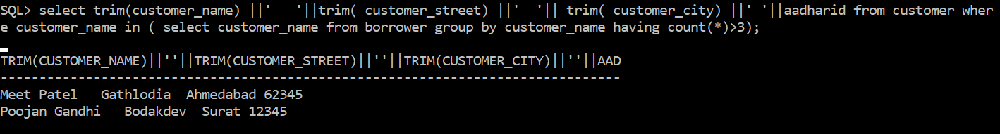 SQL> select trim(customer_name) ||'   '||trim( customer_street) ||'  '|| trim( customer_city) ||' '||aadharid from customer wher
e customer_name in ( select customer_name from borrower group by customer_name having count(*)>3);
TRIM(CUSTOMER_NAME)||''||TRIM(CUSTOMER_STREET)||''||TRIM(CUSTOMER_CITY)||''||AAD
--------------------------------------------------------------------------------
Meet Patel   Gathlodia  Ahmedabad 62345
Poojan Gandhi   Bodakdev  Surat 12345